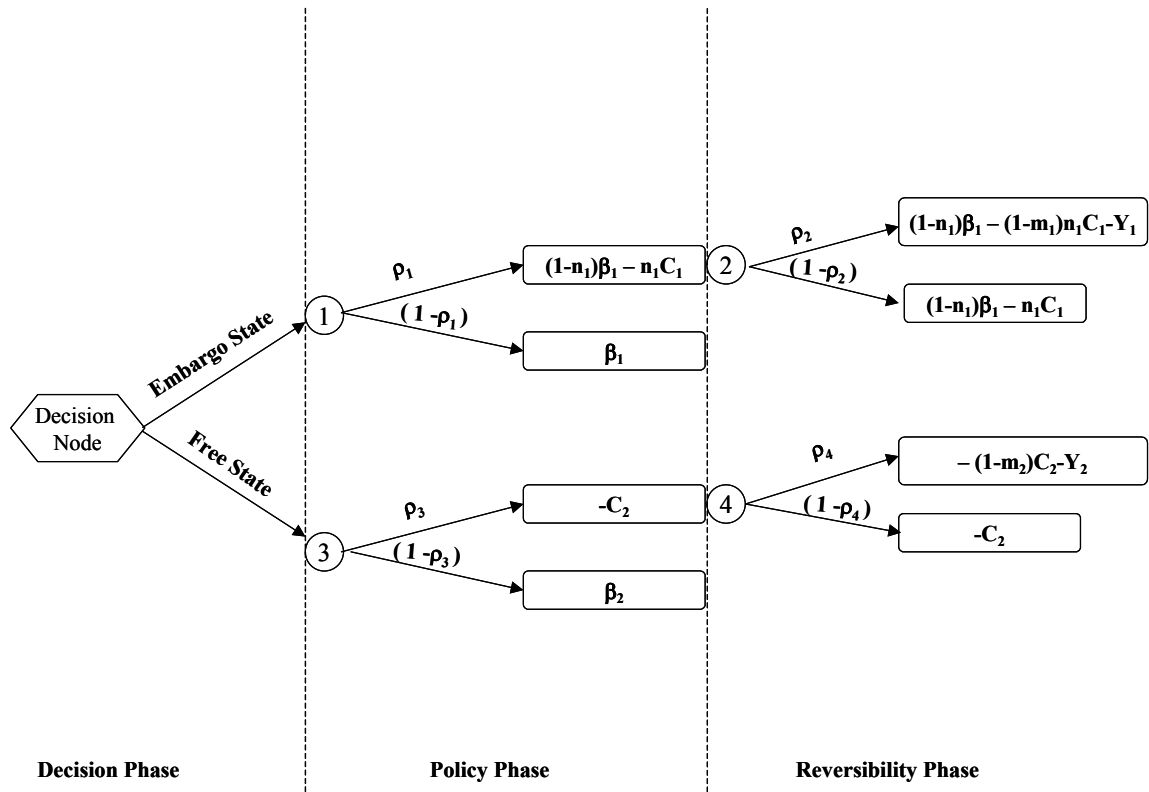 Decision
Node
Embargo State
Free State
1
ρ₁
(1-ρ₁)
(1-n₁)β₁ – n₁C₁
β₁
2
ρ₂
(1-ρ₂)
(1-n₁)β₁ – (1-m₁)n₁C₁-Y₁
(1-n₁)β₁ – n₁C₁
3
ρ₃
(1-ρ₃)
-C₂
β₂
4
ρ₄
(1-ρ₄)
– (1-m₂)C₂-Y₂
-C₂
Decision Phase
Policy Phase
Reversibility Phase